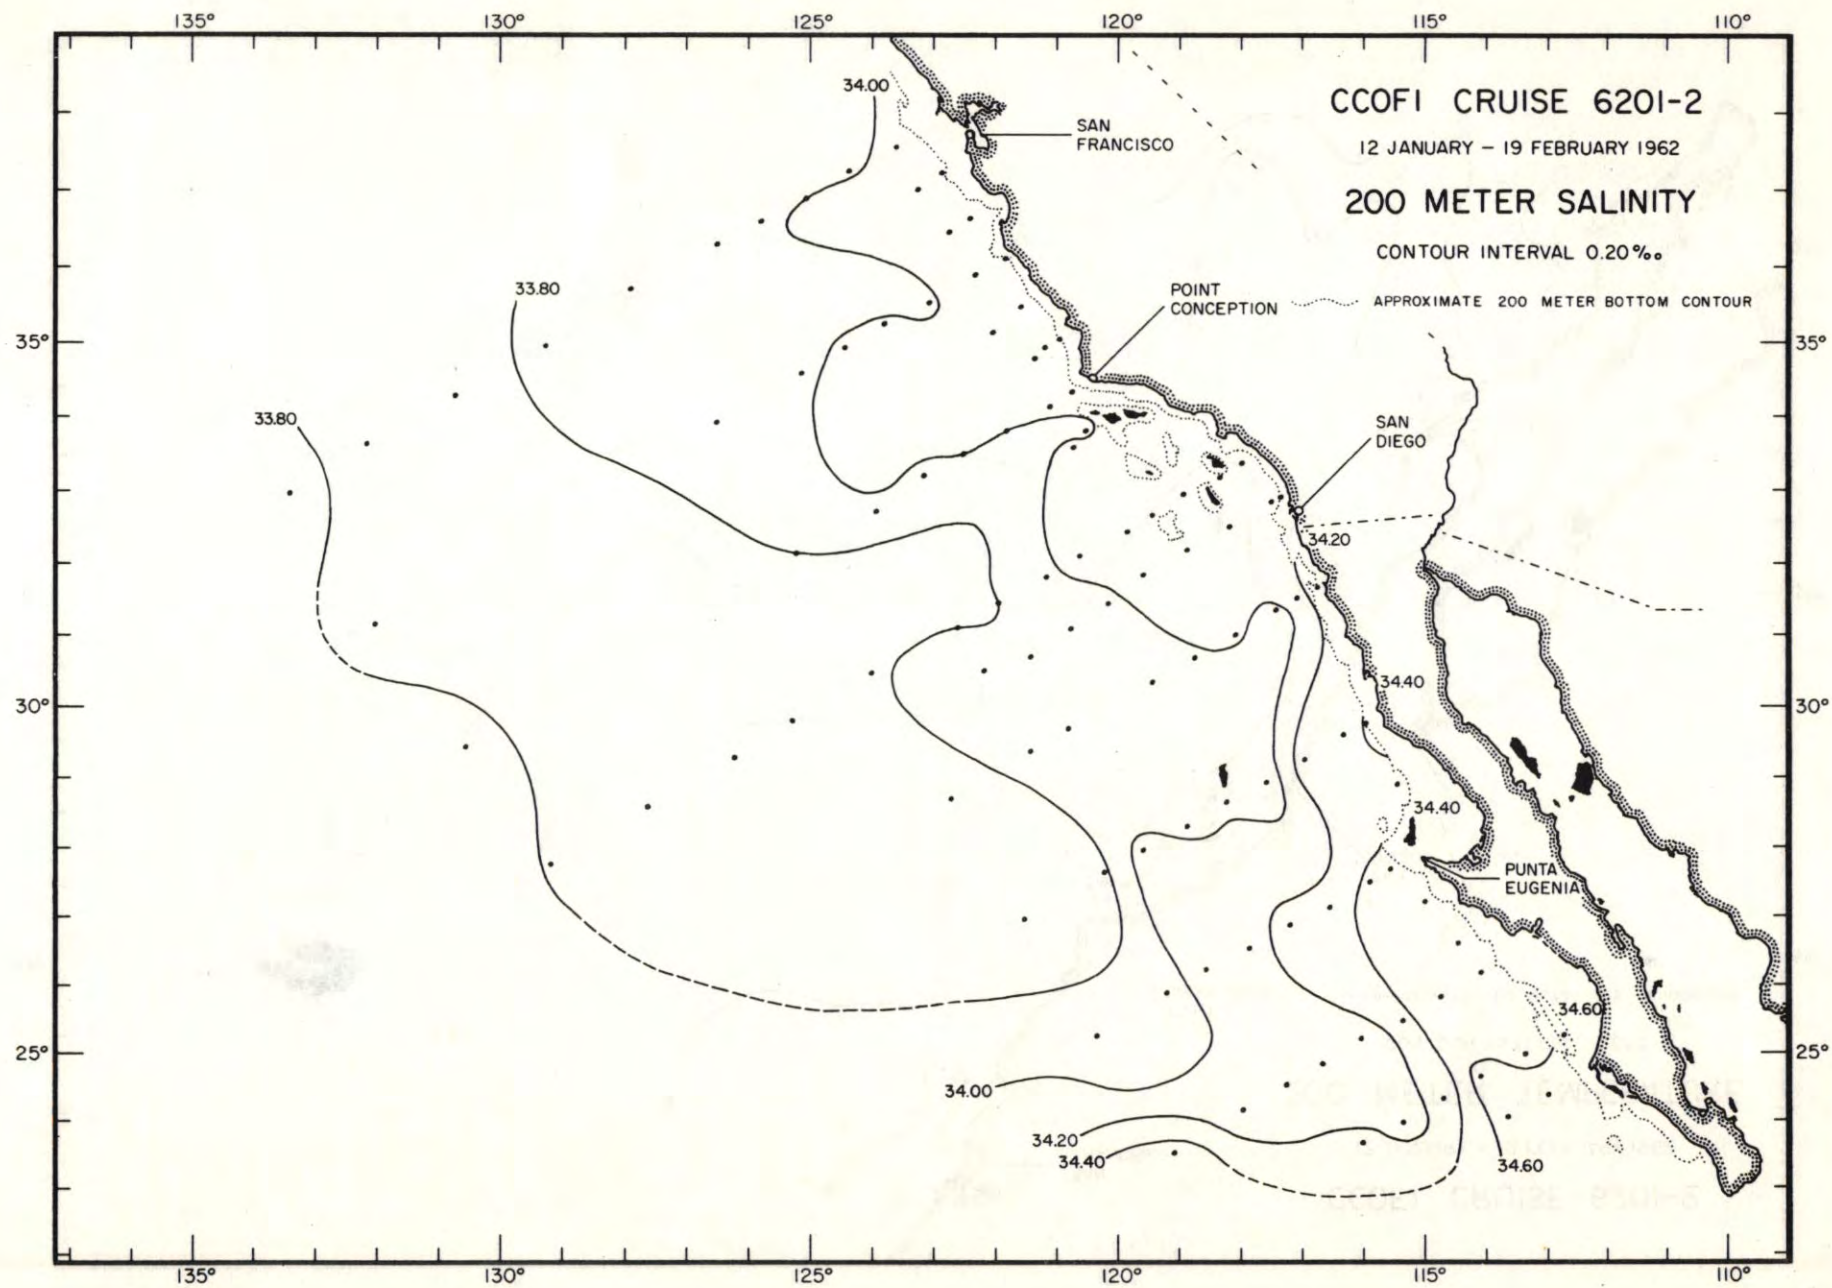 135° 130° 125° 120° 115° 110°
CCOFI CRUISE 6201-2
12 JANUARY – 19 FEBRUARY 1962
200 METER SALINITY
CONTOUR INTERVAL 0.20‰
APPROXIMATE 200 METER BOTTOM CONTOUR
34.00
SAN
FRANCISCO
33.80
POINT
CONCEPTION
35° 35°
33.80
SAN
DIEGO
34.20
34.40
30° 30°
34.40
PUNTA
EUGENIA
34.60
25° 25°
34.00
34.20
34.40
34.60
135° 130° 125° 120° 115° 110°